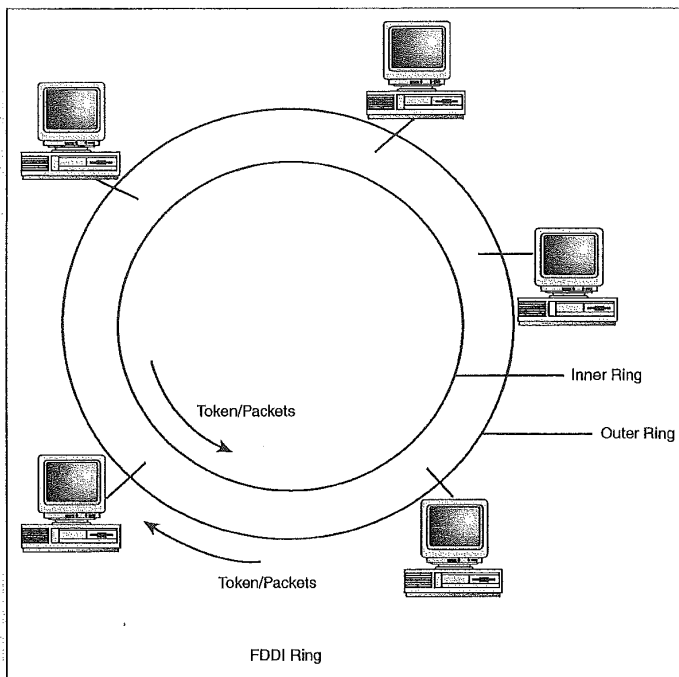 Inner Ring
Token/Packets
Outer Ring
Token/Packets
FDDI Ring